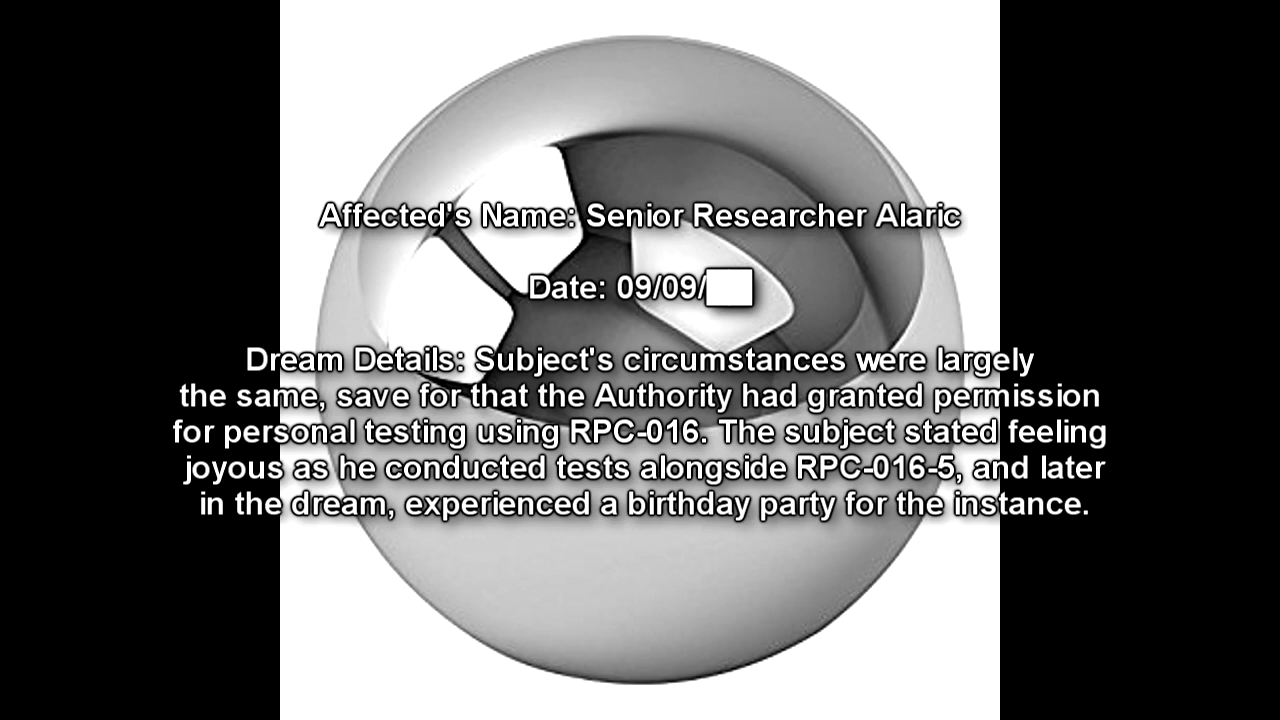 Affected's Name: Senior Researcher Alaric
Date: 09/09/
Dream Details: Subject's circumstances were largely
the same, save for that the Authority had granted permission
for personal testing using RPC-016. The subject stated feeling
joyous as he conducted tests alongside RPC-016-5, and later
in the dream, experienced a birthday party for the instance.